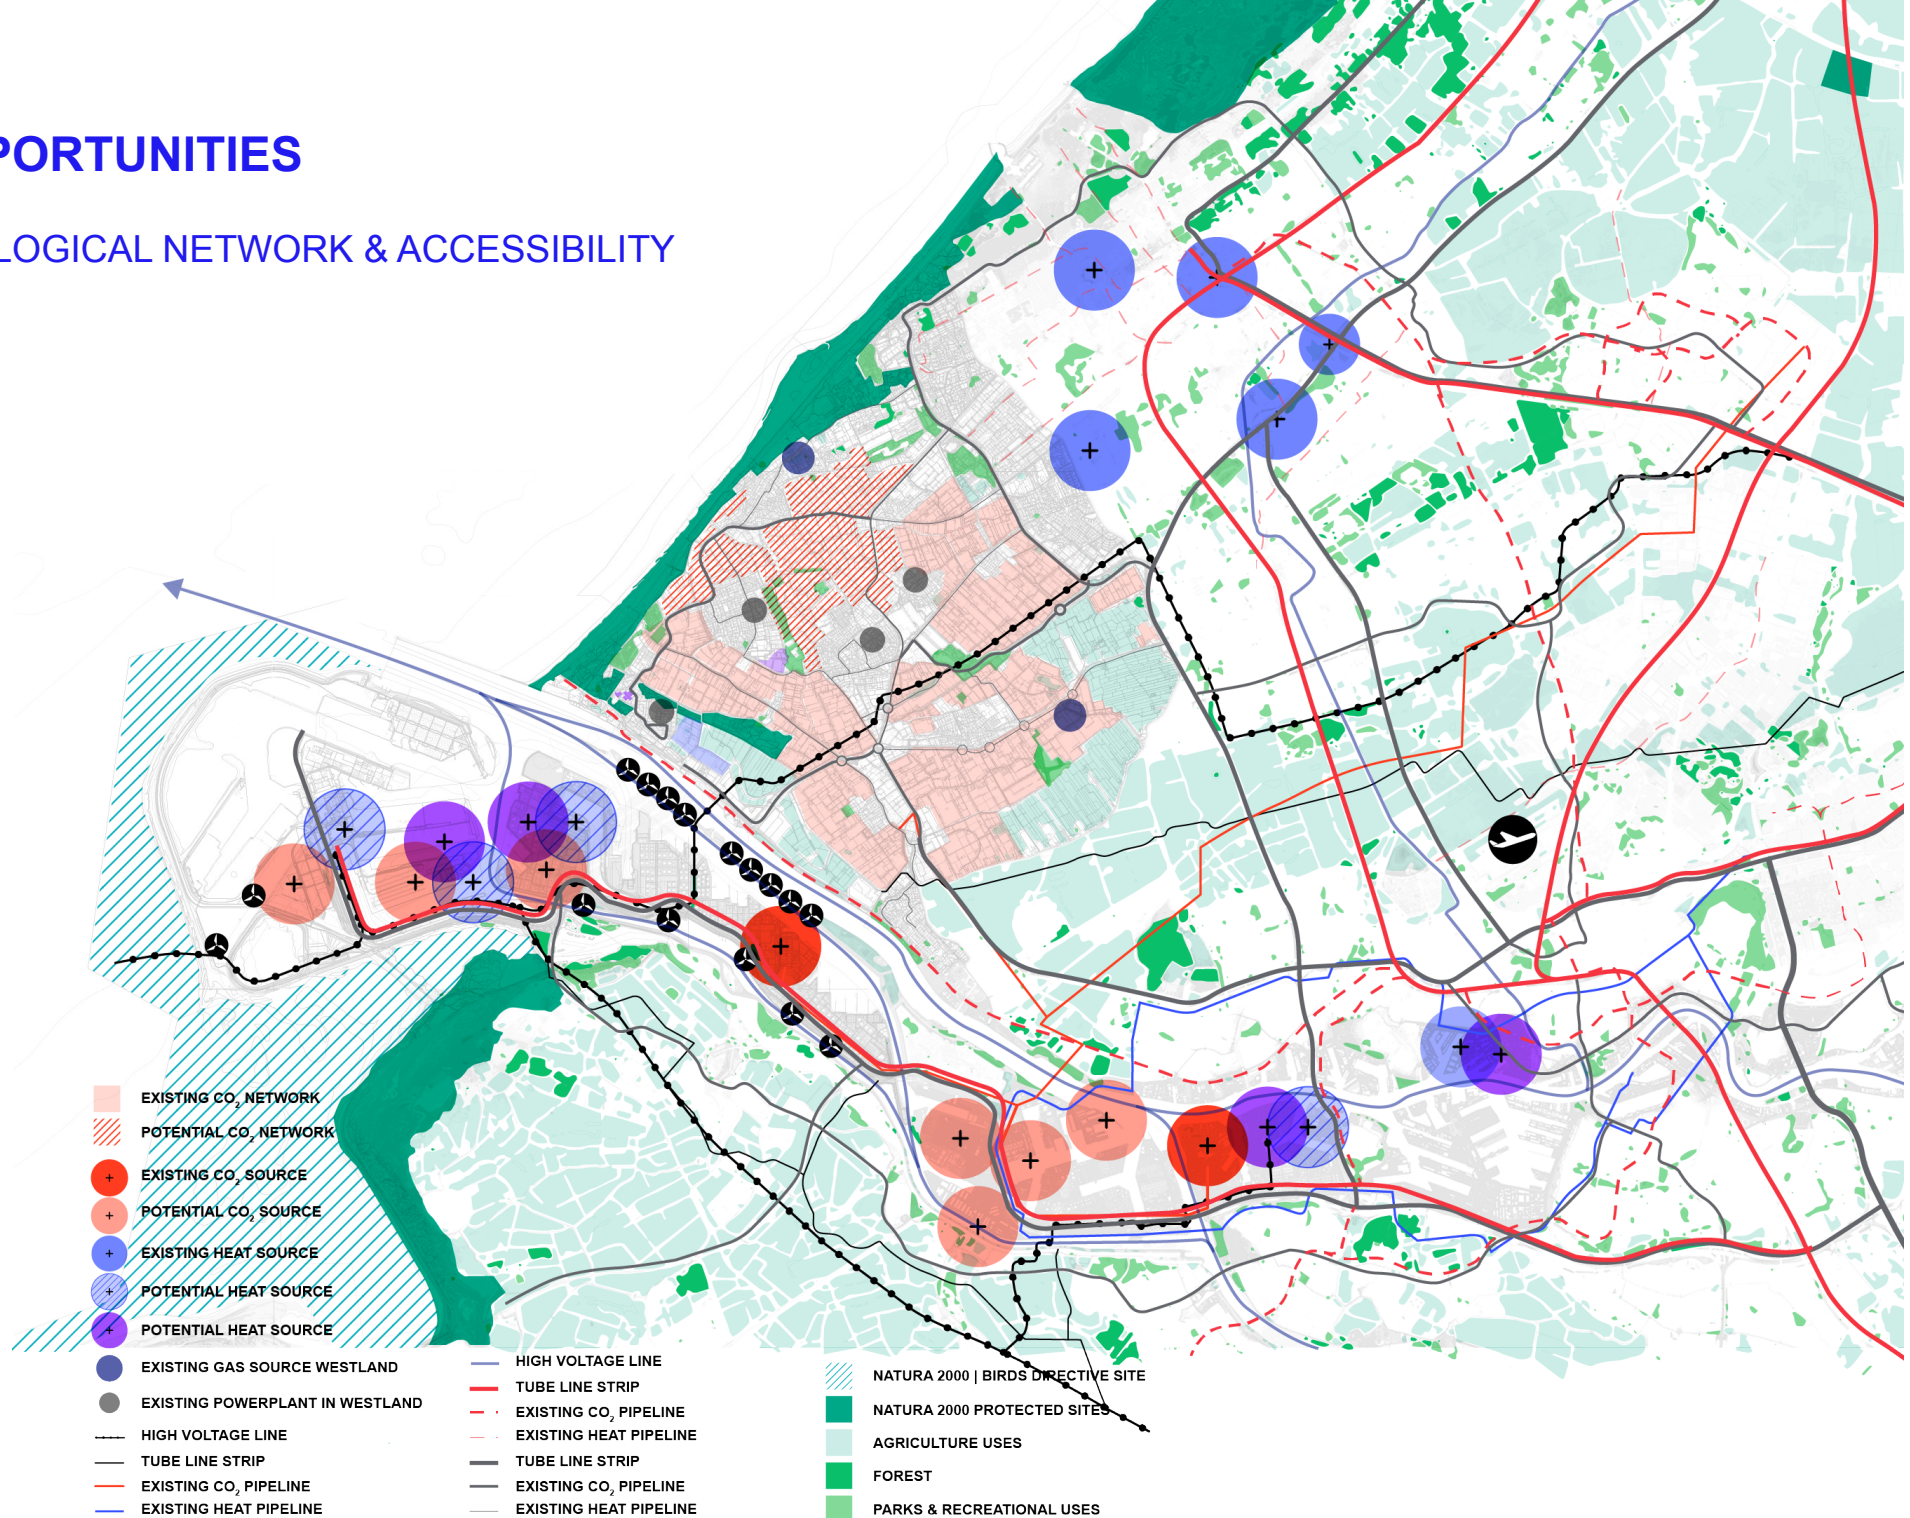 PORTUNITIES
LOGICAL NETWORK & ACCESSIBILITY
EXISTING CO2 NETWORK
POTENTIAL CO2 NETWORK
EXISTING CO2 SOURCE
POTENTIAL CO2 SOURCE
EXISTING HEAT SOURCE
POTENTIAL HEAT SOURCE
POTENTIAL HEAT SOURCE
EXISTING GAS SOURCE WESTLAND
EXISTING POWERPLANT IN WESTLAND
HIGH VOLTAGE LINE
TUBE LINE STRIP
EXISTING CO2 PIPELINE
EXISTING HEAT PIPELINE
HIGH VOLTAGE LINE
TUBE LINE STRIP
EXISTING CO2 PIPELINE
EXISTING HEAT PIPELINE
TUBE LINE STRIP
EXISTING CO2 PIPELINE
EXISTING HEAT PIPELINE
NATURA 2000 | BIRDS DIRECTIVE SITE
NATURA 2000 PROTECTED SITES
AGRICULTURE USES
FOREST
PARKS & RECREATIONAL USES